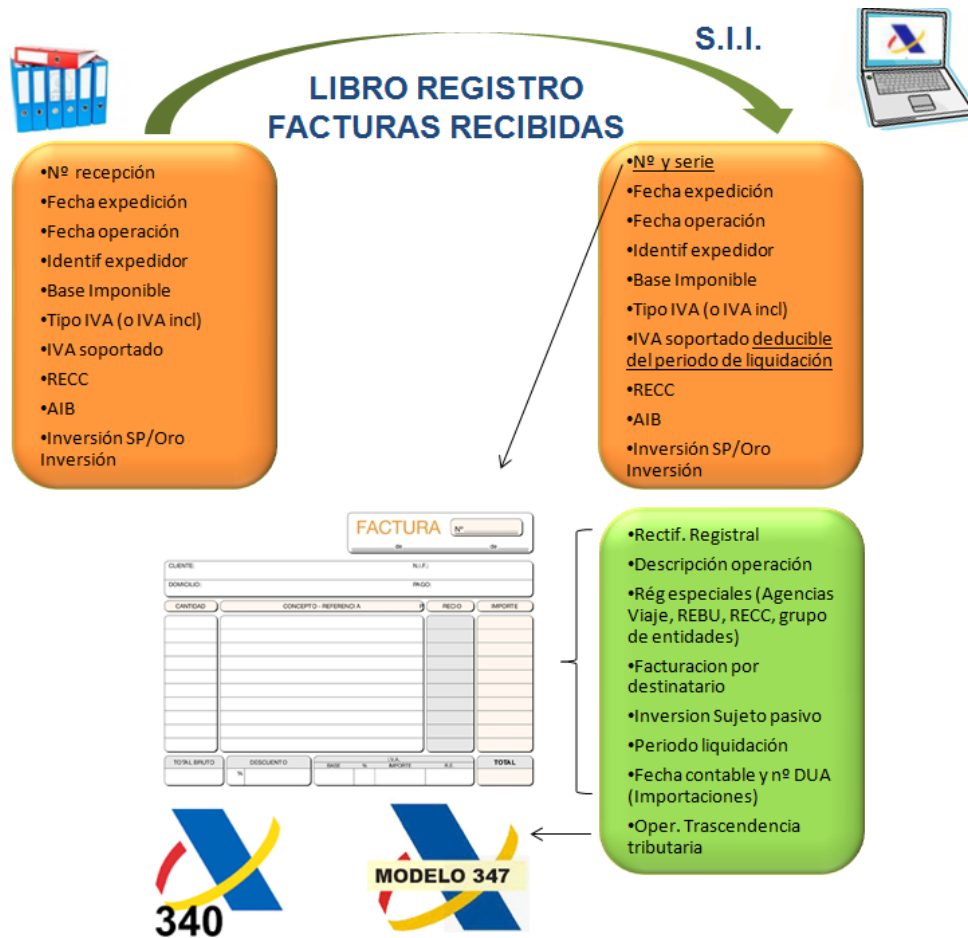 S.I.I.
LIBRO REGISTRO
FACTURAS RECIBIDAS
•Nº recepción
•Fecha expedición
•Fecha operación
•Identif expedidor
•Base Imponible
•Tipo IVA (o IVA incl)
•IVA soportado
•RECC
•AIB
•Inversión SP/Oro
Inversión
•Nº y serie
•Fecha expedición
•Fecha operación
•Identif expedidor
•Base Imponible
•Tipo IVA (o IVA incl)
•IVA soportado deducible
del periodo de liquidación
•RECC
•AIB
•Inversión SP/Oro
Inversión
FACTURA Nº
de de
CLIENTE: N.I.F.:
DOMICILIO: PAGO:
CANTIDAD CONCEPTO - REFERENCIA RECIO IMPORTE
TOTAL BRUTO DESCUENTO I.V.A. TOTAL
% BASE % IMPORTE R.E.
•Rectif. Registral
•Descripción operación
•Rég especiales (Agencias
Viaje, REBU, RECC, grupo
de entidades)
•Facturacion por
destinatario
•Inversion Sujeto pasivo
•Periodo liquidación
•Fecha contable y nº DUA
(Importaciones)
•Oper. Trascendencia
tributaria
340
MODELO 347